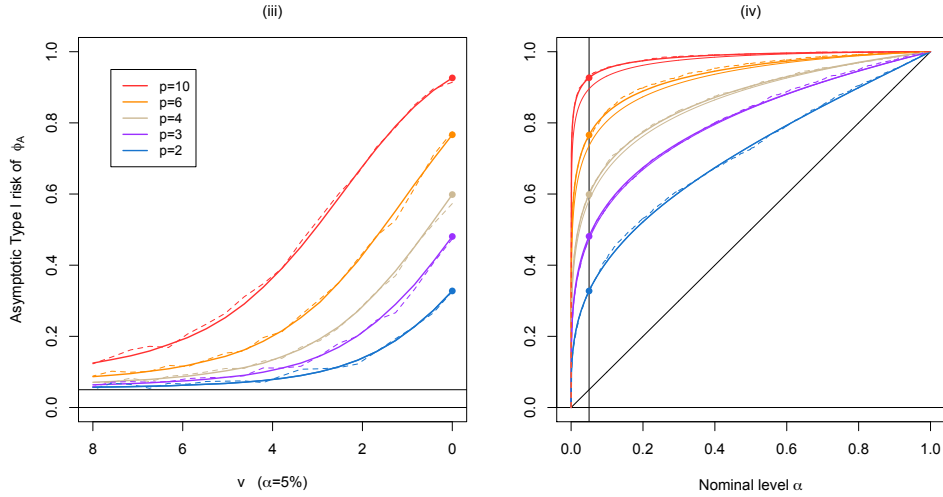 (iii)
Asymptotic Type I risk of ϕA
1.0
0.8
0.6
0.4
0.2
0.0
p=10
p=6
p=4
p=3
p=2
8
6
4
2
0
v (α=5%)
(iv)
1.0
0.8
0.6
0.4
0.2
0.0
0.0
0.2
0.4
0.6
0.8
1.0
Nominal level α